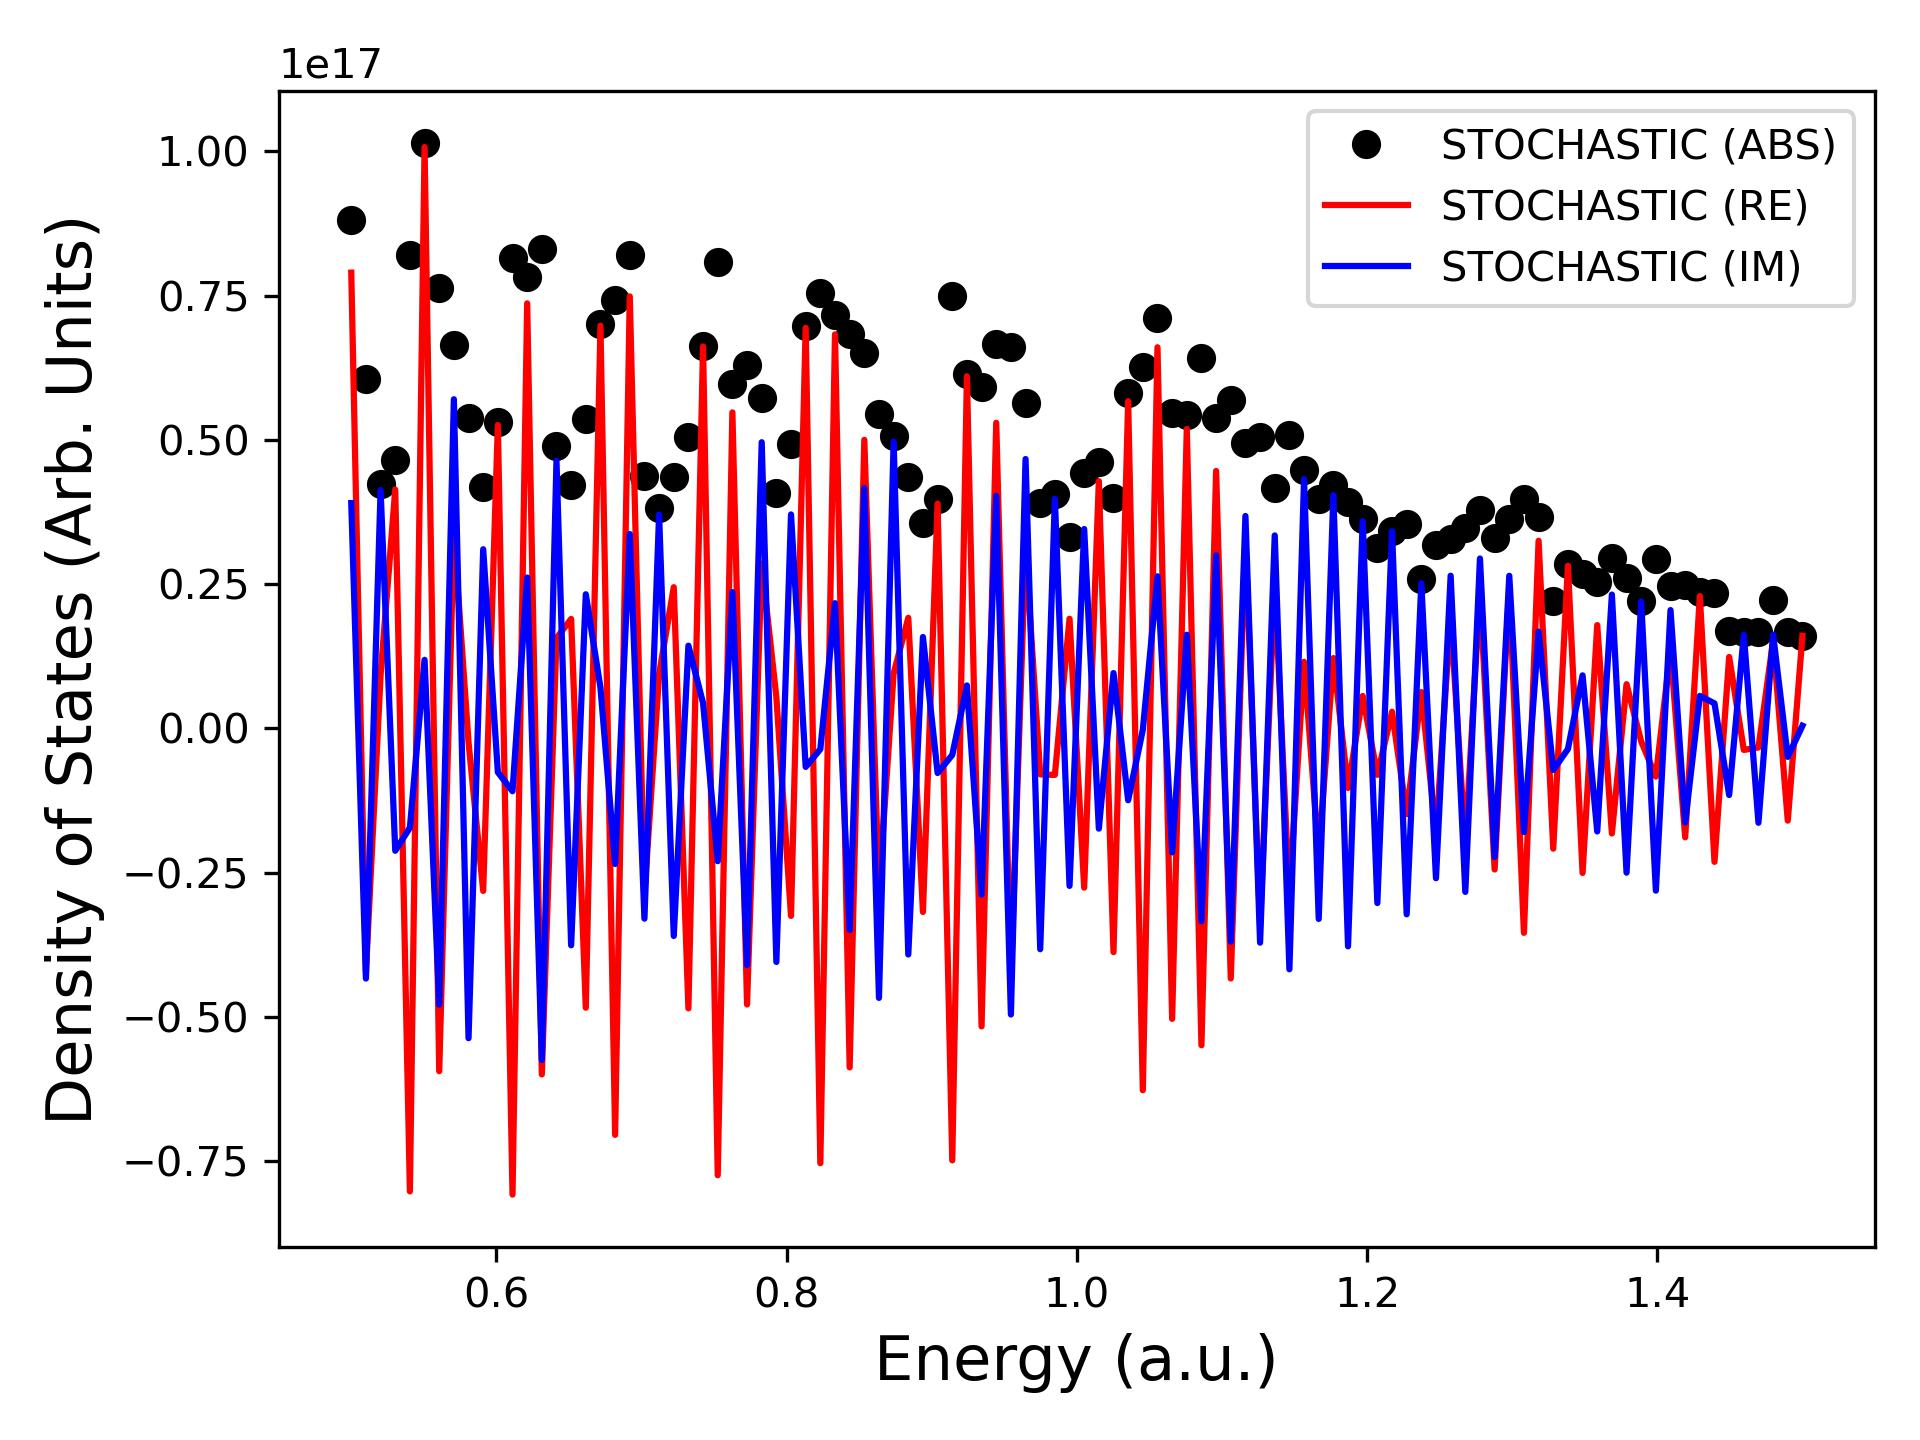 1e17
1.00
0.75
0.50
0.25
0.00
−0.25
−0.50
−0.75
Density of States (Arb. Units)
STOCHASTIC (ABS)
STOCHASTIC (RE)
STOCHASTIC (IM)
0.6
0.8
1.0
1.2
1.4
Energy (a.u.)